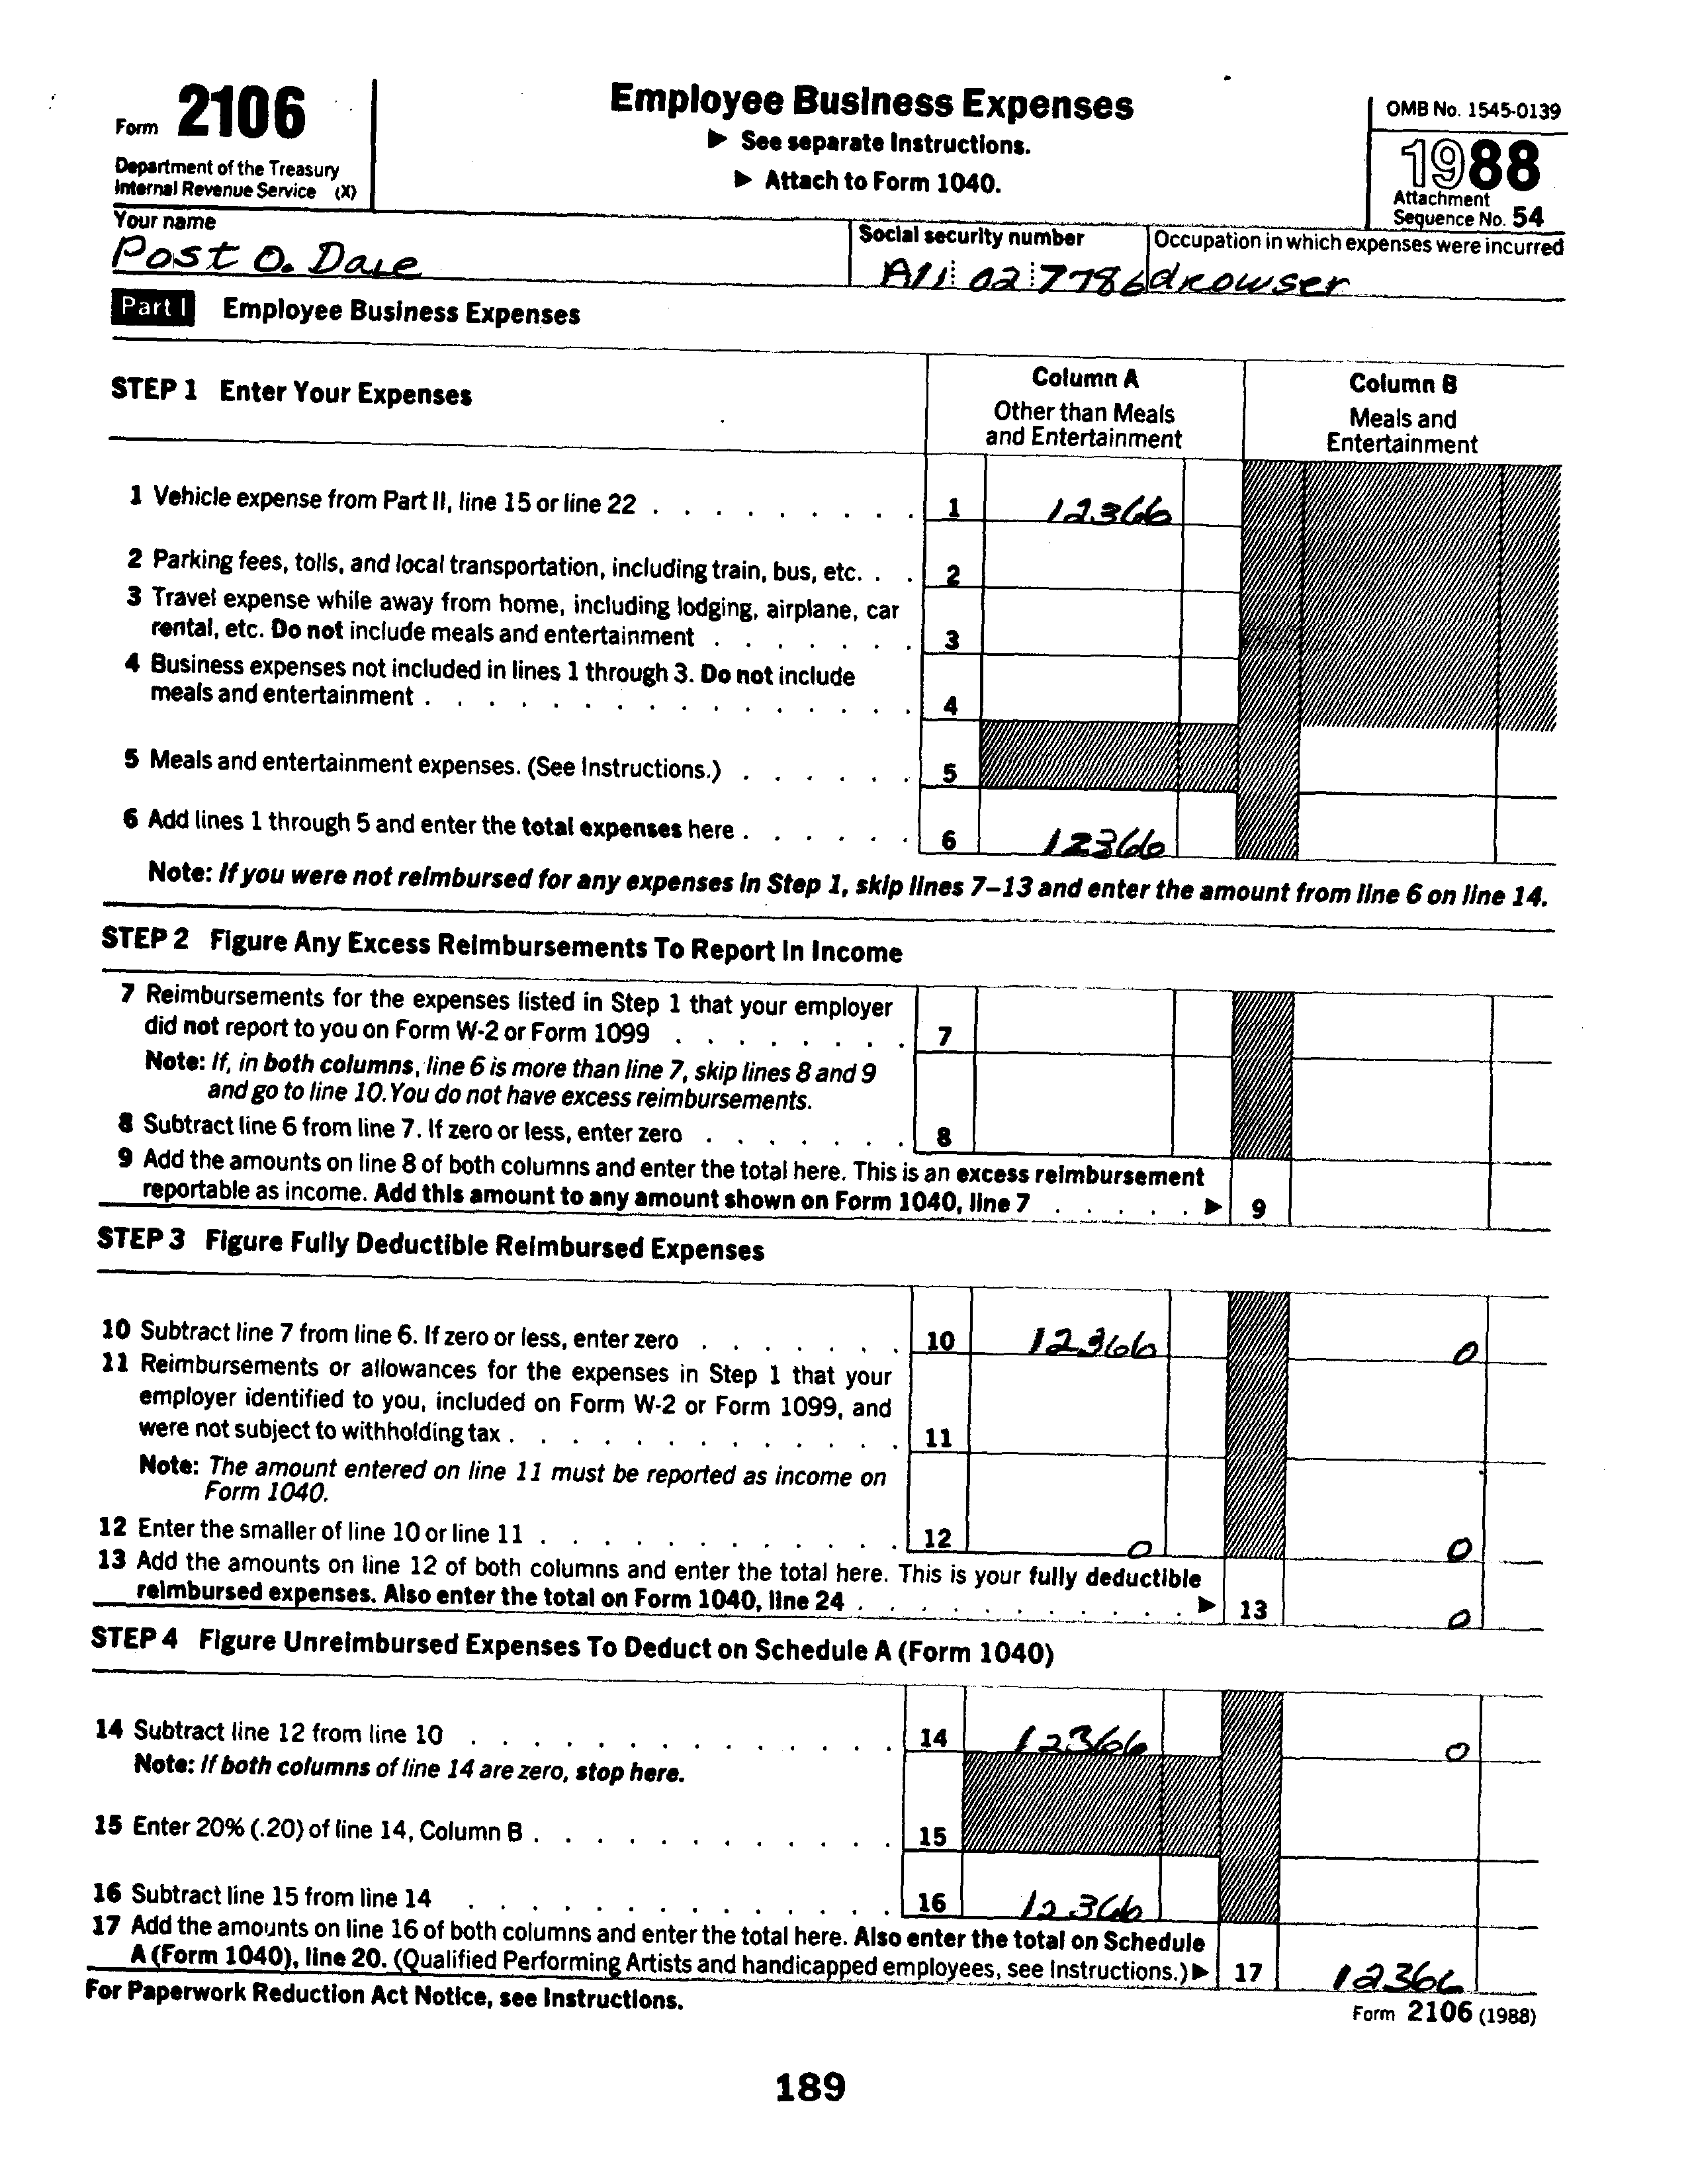 Form 2106
Department of the Treasury
Internal Revenue Service (X)
Employee Business Expenses
▶ See separate Instructions.
▶ Attach to Form 1040.
OMB No. 1545-0139
1988
Attachment
Sequence No. 54
Your name
Post O. Dale
Social security number
A11 02 7786
Occupation in which expenses were incurred
drowser
Part I Employee Business Expenses
STEP 1 Enter Your Expenses
Column A
Other than Meals
and Entertainment
Column B
Meals and
Entertainment
1 Vehicle expense from Part II, line 15 or line 22 . . . . . . . . . 1 12366
2 Parking fees, tolls, and local transportation, including train, bus, etc. . . 2
3 Travel expense while away from home, including lodging, airplane, car
rental, etc. Do not include meals and entertainment . . . . . . . 3
4 Business expenses not included in lines 1 through 3. Do not include
meals and entertainment . . . . . . . . . . . . . . . . 4
5 Meals and entertainment expenses. (See Instructions.) . . . . . . 5
6 Add lines 1 through 5 and enter the total expenses here . . . . . . 6 12366
Note: If you were not reimbursed for any expenses in Step 1, skip lines 7–13 and enter the amount from line 6 on line 14.
STEP 2 Figure Any Excess Reimbursements To Report In Income
7 Reimbursements for the expenses listed in Step 1 that your employer
did not report to you on Form W-2 or Form 1099 . . . . . . . . 7
Note: If, in both columns, line 6 is more than line 7, skip lines 8 and 9
and go to line 10. You do not have excess reimbursements.
8 Subtract line 6 from line 7. If zero or less, enter zero . . . . . . . 8
9 Add the amounts on line 8 of both columns and enter the total here. This is an excess reimbursement
reportable as income. Add this amount to any amount shown on Form 1040, line 7 . . . . . ▶ 9
STEP 3 Figure Fully Deductible Reimbursed Expenses
10 Subtract line 7 from line 6. If zero or less, enter zero . . . . . . . 10 12366 0
11 Reimbursements or allowances for the expenses in Step 1 that your
employer identified to you, included on Form W-2 or Form 1099, and
were not subject to withholding tax . . . . . . . . . . . . . 11
Note: The amount entered on line 11 must be reported as income on
Form 1040.
12 Enter the smaller of line 10 or line 11 . . . . . . . . . . . . 12 0 0
13 Add the amounts on line 12 of both columns and enter the total here. This is your fully deductible
reimbursed expenses. Also enter the total on Form 1040, line 24 . . . . . . . . . . . ▶ 13 0
STEP 4 Figure Unreimbursed Expenses To Deduct on Schedule A (Form 1040)
14 Subtract line 12 from line 10 . . . . . . . . . . . . . . 14 12366 0
Note: If both columns of line 14 are zero, stop here.
15 Enter 20% (.20) of line 14, Column B . . . . . . . . . . . . 15
16 Subtract line 15 from line 14 . . . . . . . . . . . . . . 16 12366
17 Add the amounts on line 16 of both columns and enter the total here. Also enter the total on Schedule
A (Form 1040), line 20. (Qualified Performing Artists and handicapped employees, see Instructions.) ▶ 17 12366
For Paperwork Reduction Act Notice, see Instructions.
Form 2106 (1988)
189